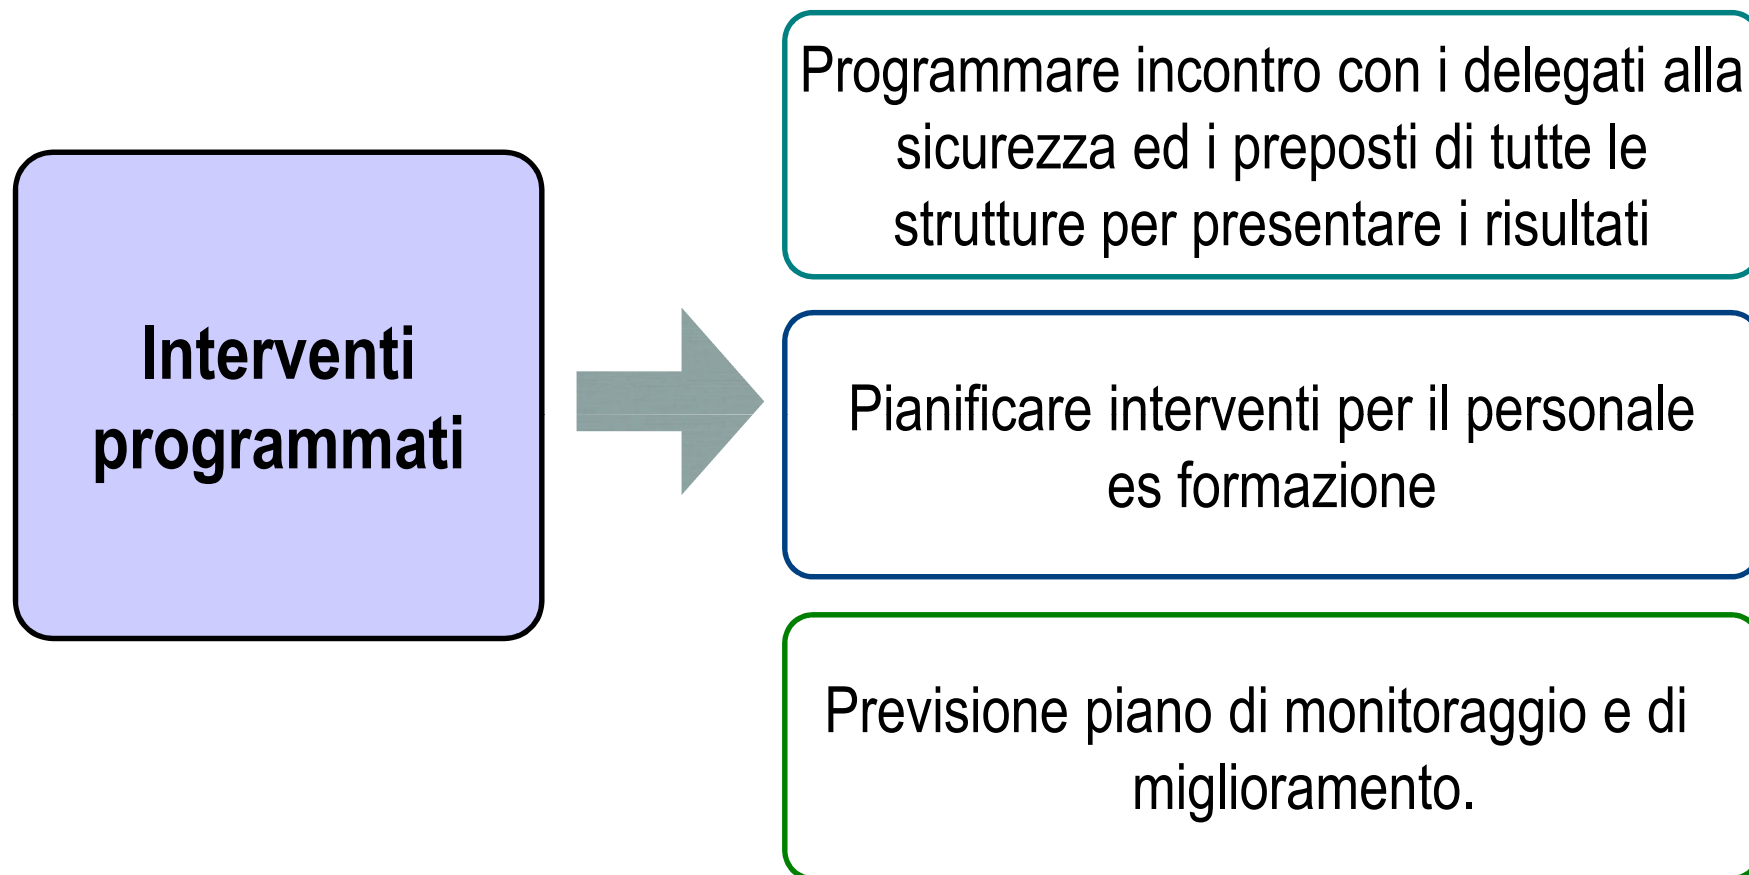 Interventi
programmati
Programmare incontro con i delegati alla
sicurezza ed i preposti di tutte le
strutture per presentare i risultati
Pianificare interventi per il personale
es formazione
Previsione piano di monitoraggio e di
miglioramento.